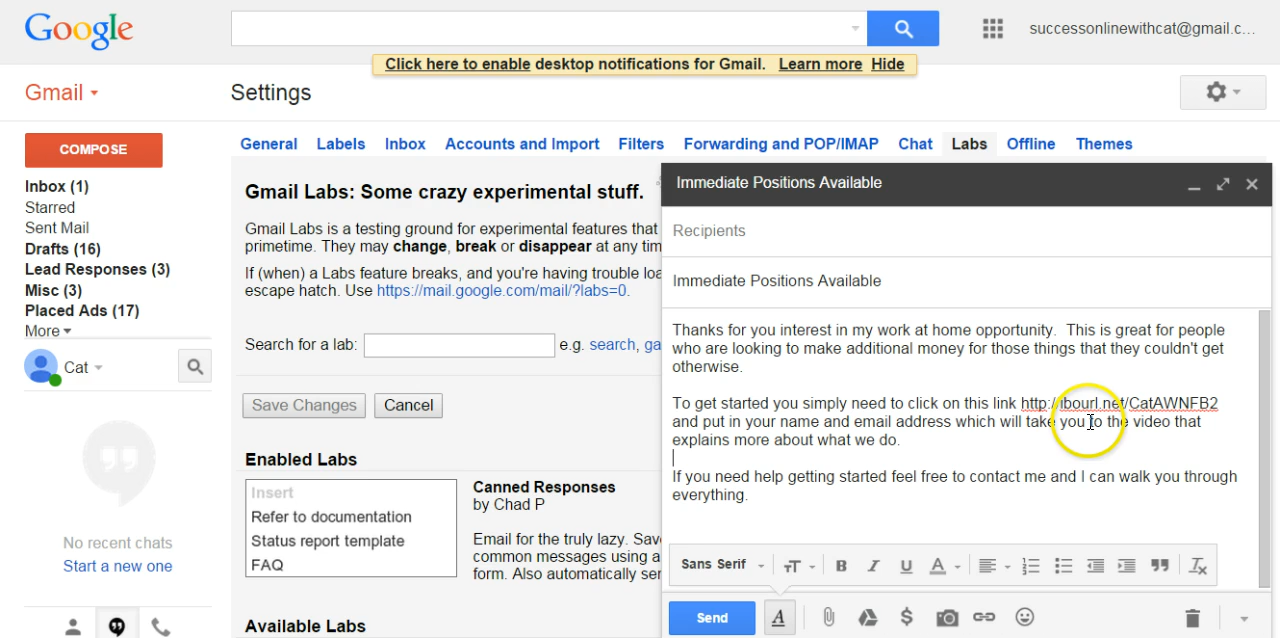 Google
successonlinewithcat@gmail.c...
Click here to enable desktop notifications for Gmail. Learn more Hide
Gmail
Settings
COMPOSE
General Labels Inbox Accounts and Import Filters Forwarding and POP/IMAP Chat Labs Offline Themes
Inbox (1)
Starred
Sent Mail
Drafts (16)
Lead Responses (3)
Misc (3)
Placed Ads (17)
More
Cat
No recent chats
Start a new one
Gmail Labs: Some crazy experimental stuff.
Gmail Labs is a testing ground for experimental features that
primetime. They may change, break or disappear at any tim
If (when) a Labs feature breaks, and you're having trouble loa
escape hatch. Use https://mail.google.com/mail/?labs=0.
Search for a lab: e.g. search, ga
Save Changes Cancel
Enabled Labs
Insert
Refer to documentation
Status report template
FAQ
Canned Responses
by Chad P
Email for the truly lazy. Sav
common messages using a
form. Also automatically ser
Available Labs
Immediate Positions Available
Recipients
Immediate Positions Available
Thanks for you interest in my work at home opportunity. This is great for people
who are looking to make additional money for those things that they couldn't get
otherwise.
To get started you simply need to click on this link http://ibourl.net/CatAWNFB2
and put in your name and email address which will take you to the video that
explains more about what we do.
If you need help getting started feel free to contact me and I can walk you through
everything.
Sans Serif
Send